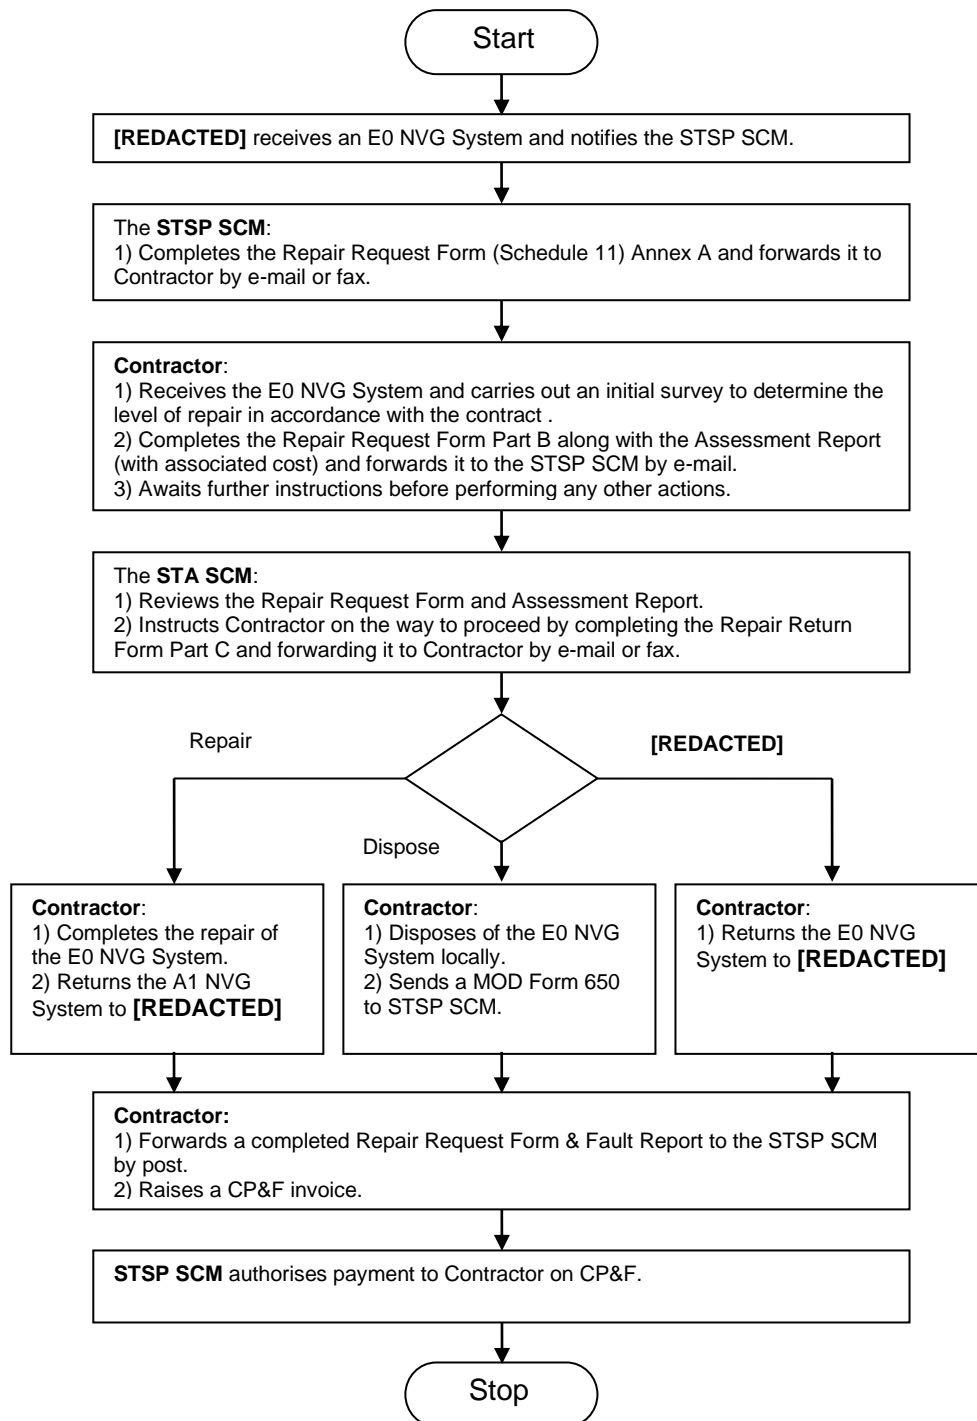 Start
[REDACTED] receives an E0 NVG System and notifies the STSP SCM.
The STSP SCM:
1) Completes the Repair Request Form (Schedule 11) Annex A and forwards it to
Contractor by e-mail or fax.
Contractor:
1) Receives the E0 NVG System and carries out an initial survey to determine the
level of repair in accordance with the contract .
2) Completes the Repair Request Form Part B along with the Assessment Report
(with associated cost) and forwards it to the STSP SCM by e-mail.
3) Awaits further instructions before performing any other actions.
The STA SCM:
1) Reviews the Repair Request Form and Assessment Report.
2) Instructs Contractor on the way to proceed by completing the Repair Return
Form Part C and forwarding it to Contractor by e-mail or fax.
Repair
[REDACTED]
Dispose
Contractor:
1) Completes the repair of
the E0 NVG System.
2) Returns the A1 NVG
System to [REDACTED]
Contractor:
1) Disposes of the E0 NVG
System locally.
2) Sends a MOD Form 650
to STSP SCM.
Contractor:
1) Returns the E0 NVG
System to [REDACTED]
Contractor:
1) Forwards a completed Repair Request Form & Fault Report to the STSP SCM
by post.
2) Raises a CP&F invoice.
STSP SCM authorises payment to Contractor on CP&F.
Stop